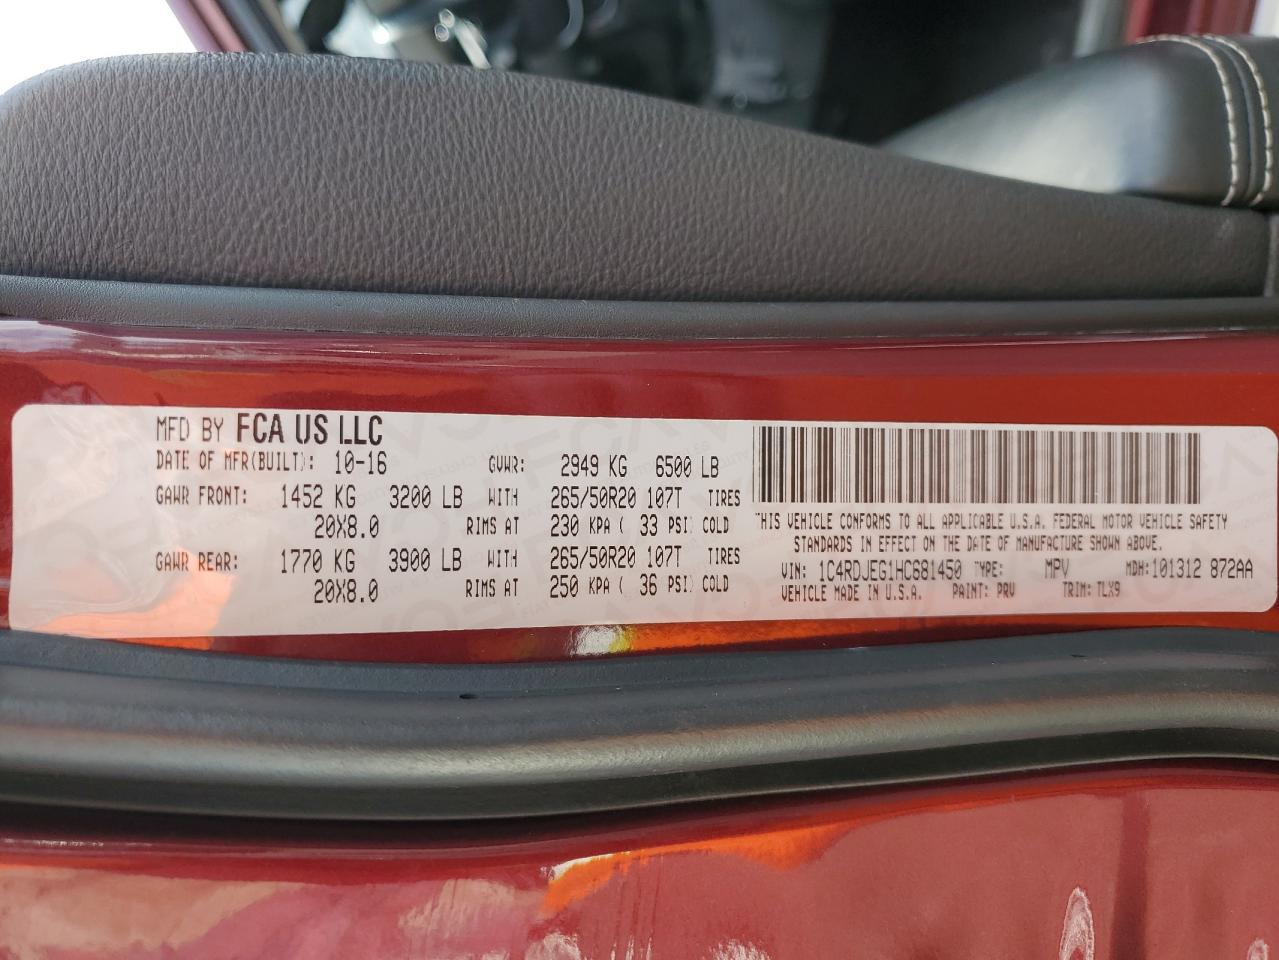 MFD BY FCA US LLC
DATE OF MFR(BUILT): 10-16 GVWR: 2949 KG 6500 LB
GAWR FRONT: 1452 KG 3200 LB WITH 265/50R20 107T TIRES
20X8.0 RIMS AT 230 KPA ( 33 PSI) COLD
GAWR REAR: 1770 KG 3900 LB WITH 265/50R20 107T TIRES
20X8.0 RIMS AT 250 KPA ( 36 PSI) COLD
THIS VEHICLE CONFORMS TO ALL APPLICABLE U.S.A. FEDERAL MOTOR VEHICLE SAFETY
STANDARDS IN EFFECT ON THE DATE OF MANUFACTURE SHOWN ABOVE.
VIN: 1C4RDJEG1HC681450 TYPE: MPV MDH: 101312 872AA
VEHICLE MADE IN U.S.A. PAINT: PRV TRIM: TLX9